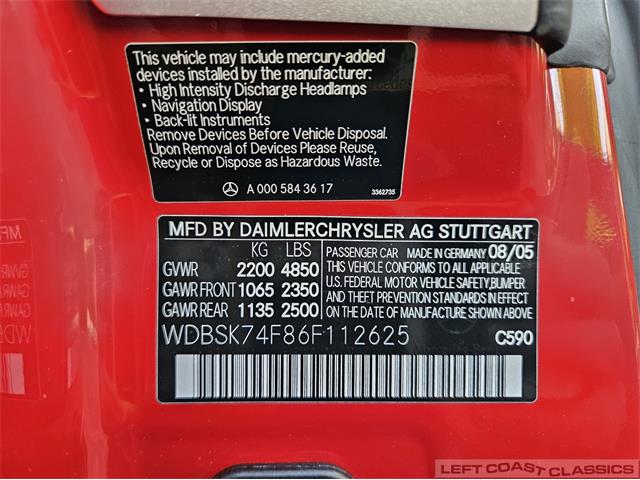 This vehicle may include mercury-added
devices installed by the manufacturer:
• High Intensity Discharge Headlamps
• Navigation Display
• Back-lit Instruments
Remove Devices Before Vehicle Disposal.
Upon Removal of Devices Please Reuse,
Recycle or Dispose as Hazardous Waste.
A 000 584 36 17 3362735
MFD BY DAIMLERCHRYSLER AG STUTTGART
KG LBS PASSENGER CAR MADE IN GERMANY 08/05
GVWR 2200 4850 THIS VEHICLE CONFORMS TO ALL APPLICABLE
GAWR FRONT 1065 2350 U.S. FEDERAL MOTOR VEHICLE SAFETY,BUMPER
GAWR REAR 1135 2500 AND THEFT PREVENTION STANDARDS IN EFFECT
ON THE DATE OF MANUFACTURE SHOWN ABOVE
WDBSK74F86F112625 C590
LEFT COAST CLASSICS